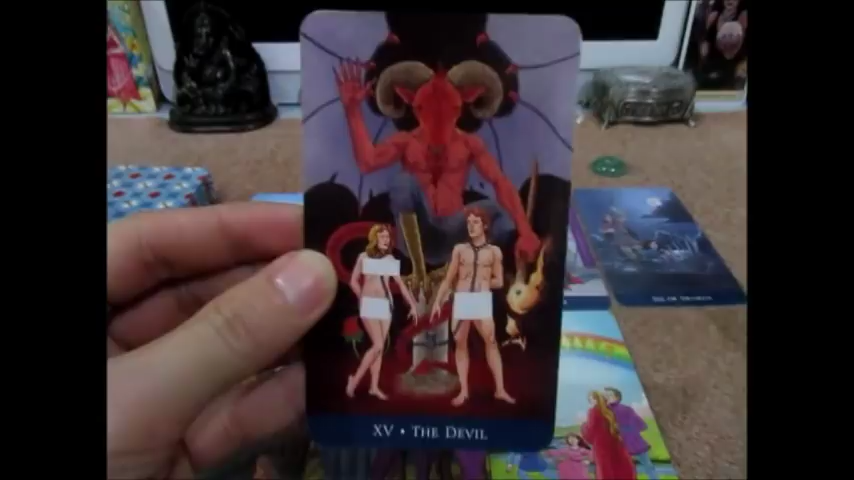 XV • THE DEVIL